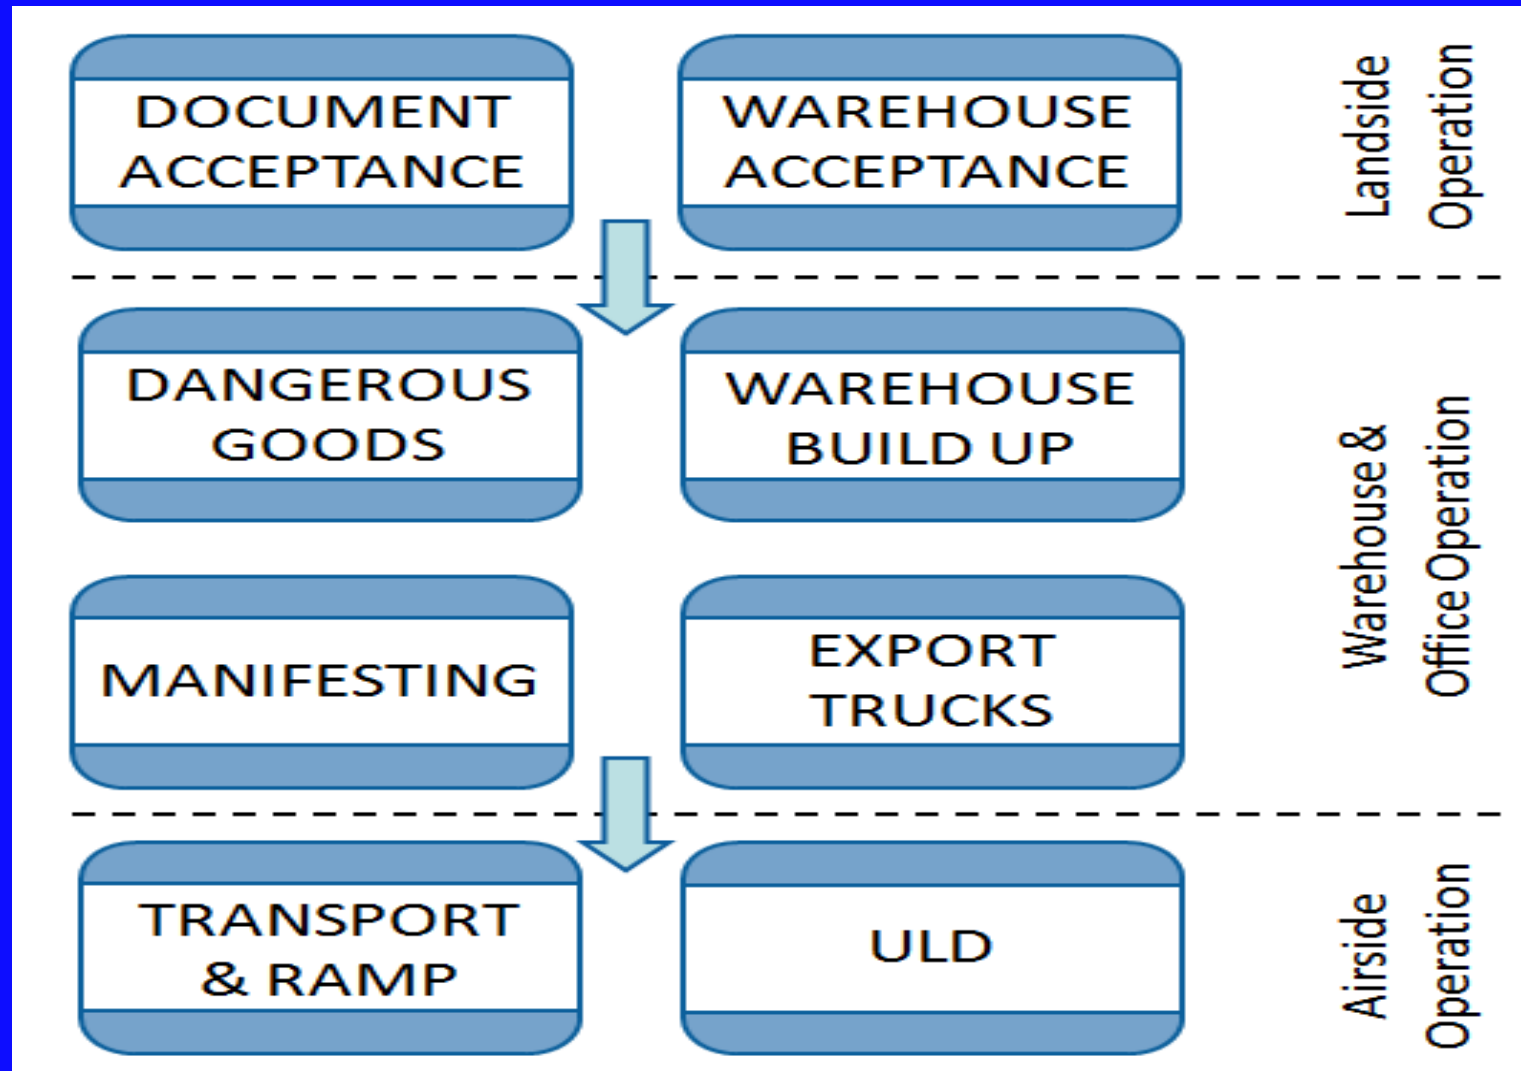 DOCUMENT
ACCEPTANCE
WAREHOUSE
ACCEPTANCE
Landside
Operation
DANGEROUS
GOODS
WAREHOUSE
BUILD UP
MANIFESTING
EXPORT
TRUCKS
Warehouse &
Office Operation
TRANSPORT
& RAMP
ULD
Airside
Operation